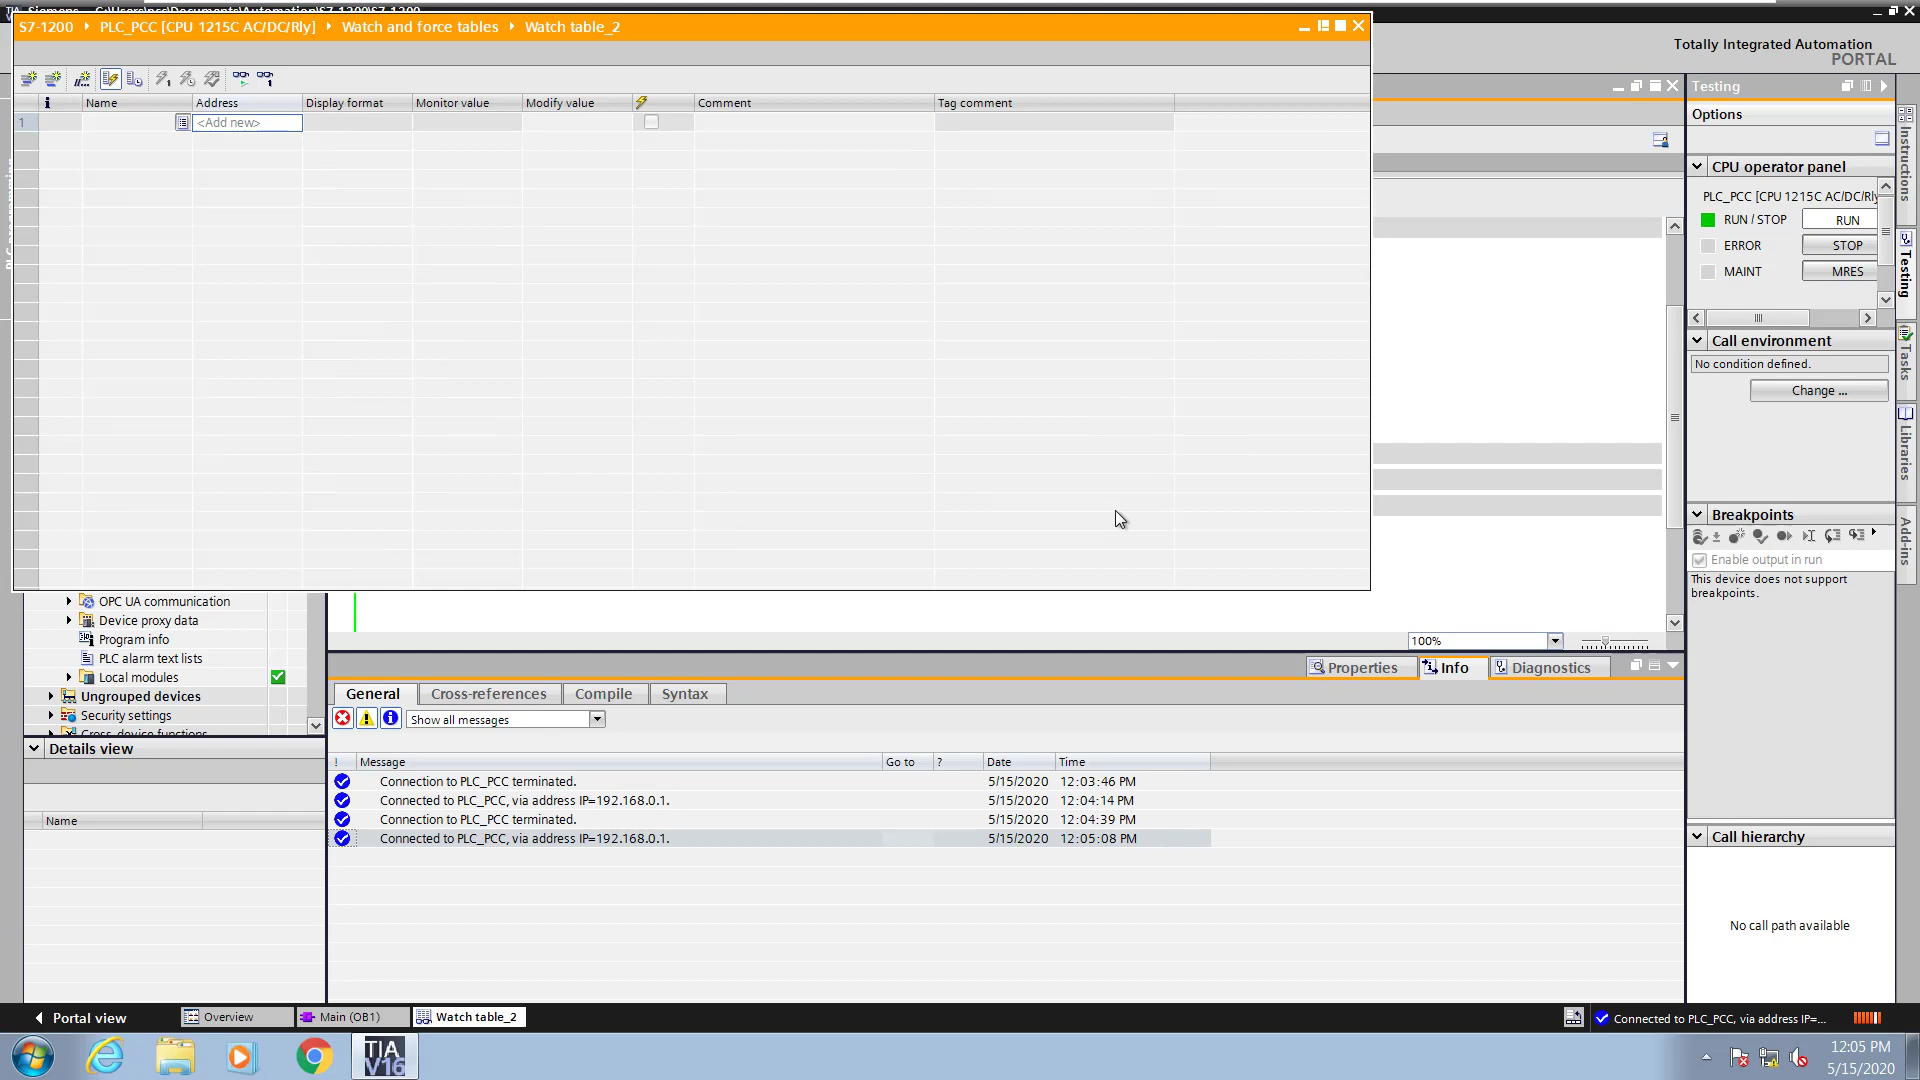 S7-1200 PLC_PCC [CPU 1215C AC/DC/Rly] Watch and force tables Watch table_2
Totally Integrated Automation
PORTAL
Testing
Options
i Name Address Display format Monitor value Modify value Comment Tag comment
1 <Add new>
CPU operator panel
PLC_PCC [CPU 1215C AC/DC/Rly
RUN / STOP RUN
ERROR STOP
MAINT MRES
Call environment
No condition defined.
Change ...
Breakpoints
Enable output in run
This device does not support
breakpoints.
Call hierarchy
No call path available
Instructions
Testing
Tasks
Libraries
Add-ins
OPC UA communication
Device proxy data
Program info
PLC alarm text lists
Local modules
Ungrouped devices
Security settings
Cross-device functions
Details view
Name
100%
Properties Info Diagnostics
General Cross-references Compile Syntax
Show all messages
! Message Go to ? Date Time
Connection to PLC_PCC terminated. 5/15/2020 12:03:46 PM
Connected to PLC_PCC, via address IP=192.168.0.1. 5/15/2020 12:04:14 PM
Connection to PLC_PCC terminated. 5/15/2020 12:04:39 PM
Connected to PLC_PCC, via address IP=192.168.0.1. 5/15/2020 12:05:08 PM
Portal view Overview Main (OB1) Watch table_2
Connected to PLC_PCC, via address IP=...
TIA
V16
12:05 PM
5/15/2020